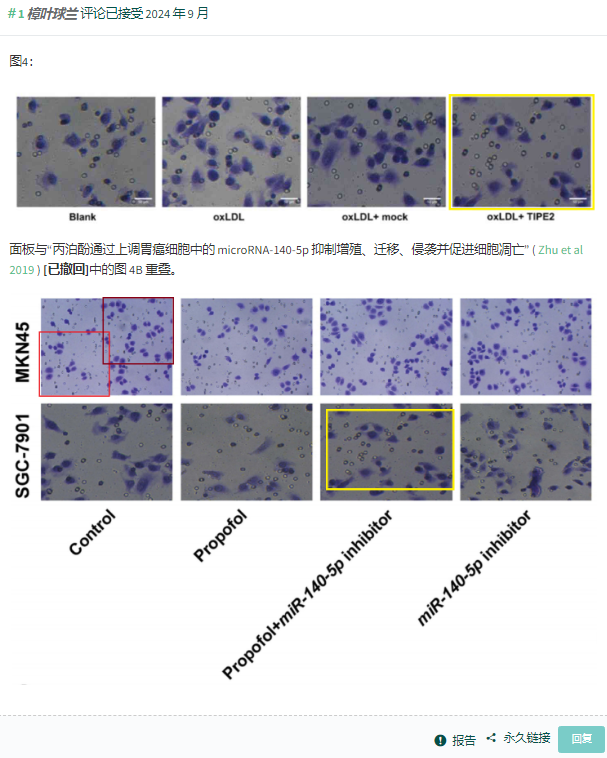 #1 樟叶球兰 评论已接受 2024 年 9 月
图4：
Blank
oxLDL
oxLDL+ mock
oxLDL+ TIPE2
面板与“丙泊酚通过上调胃癌细胞中的 microRNA-140-5p 抑制增殖、迁移、侵袭并促进细胞凋亡” ( Zhu et al
2019 ) [已撤回]中的图 4B 重叠。
MKN45
SGC-7901
Control
Propofol
Propofol+miR-140-5p inhibitor
miR-140-5p inhibitor
报告
永久链接
回复